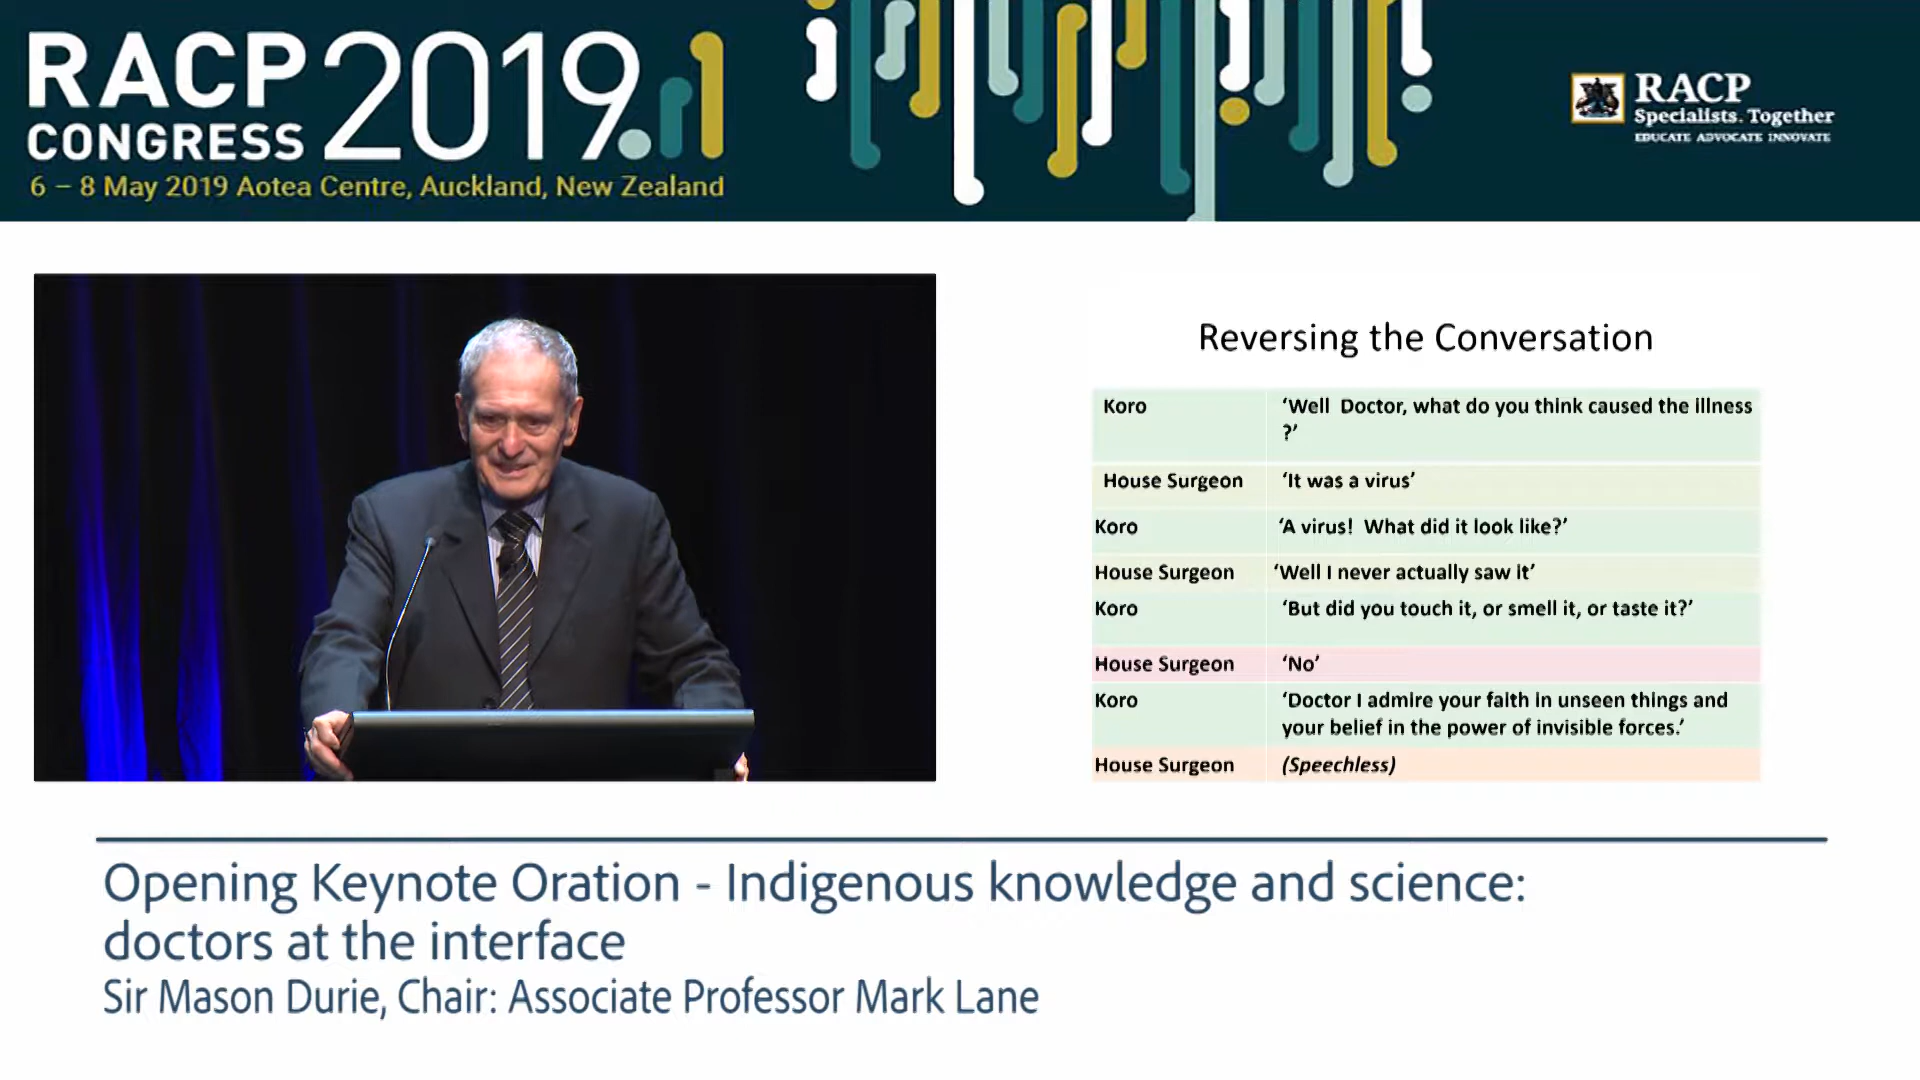 RACP
CONGRESS
2019
6 – 8 May 2019 Aotea Centre, Auckland, New Zealand
RACP
Specialists. Together
EDUCATE ADVOCATE INNOVATE
Reversing the Conversation
Koro ‘Well Doctor, what do you think caused the illness
?’
House Surgeon ‘It was a virus’
Koro ‘A virus! What did it look like?’
House Surgeon ‘Well I never actually saw it’
Koro ‘But did you touch it, or smell it, or taste it?’
House Surgeon ‘No’
Koro ‘Doctor I admire your faith in unseen things and
your belief in the power of invisible forces.’
House Surgeon (Speechless)
Opening Keynote Oration - Indigenous knowledge and science:
doctors at the interface
Sir Mason Durie, Chair: Associate Professor Mark Lane